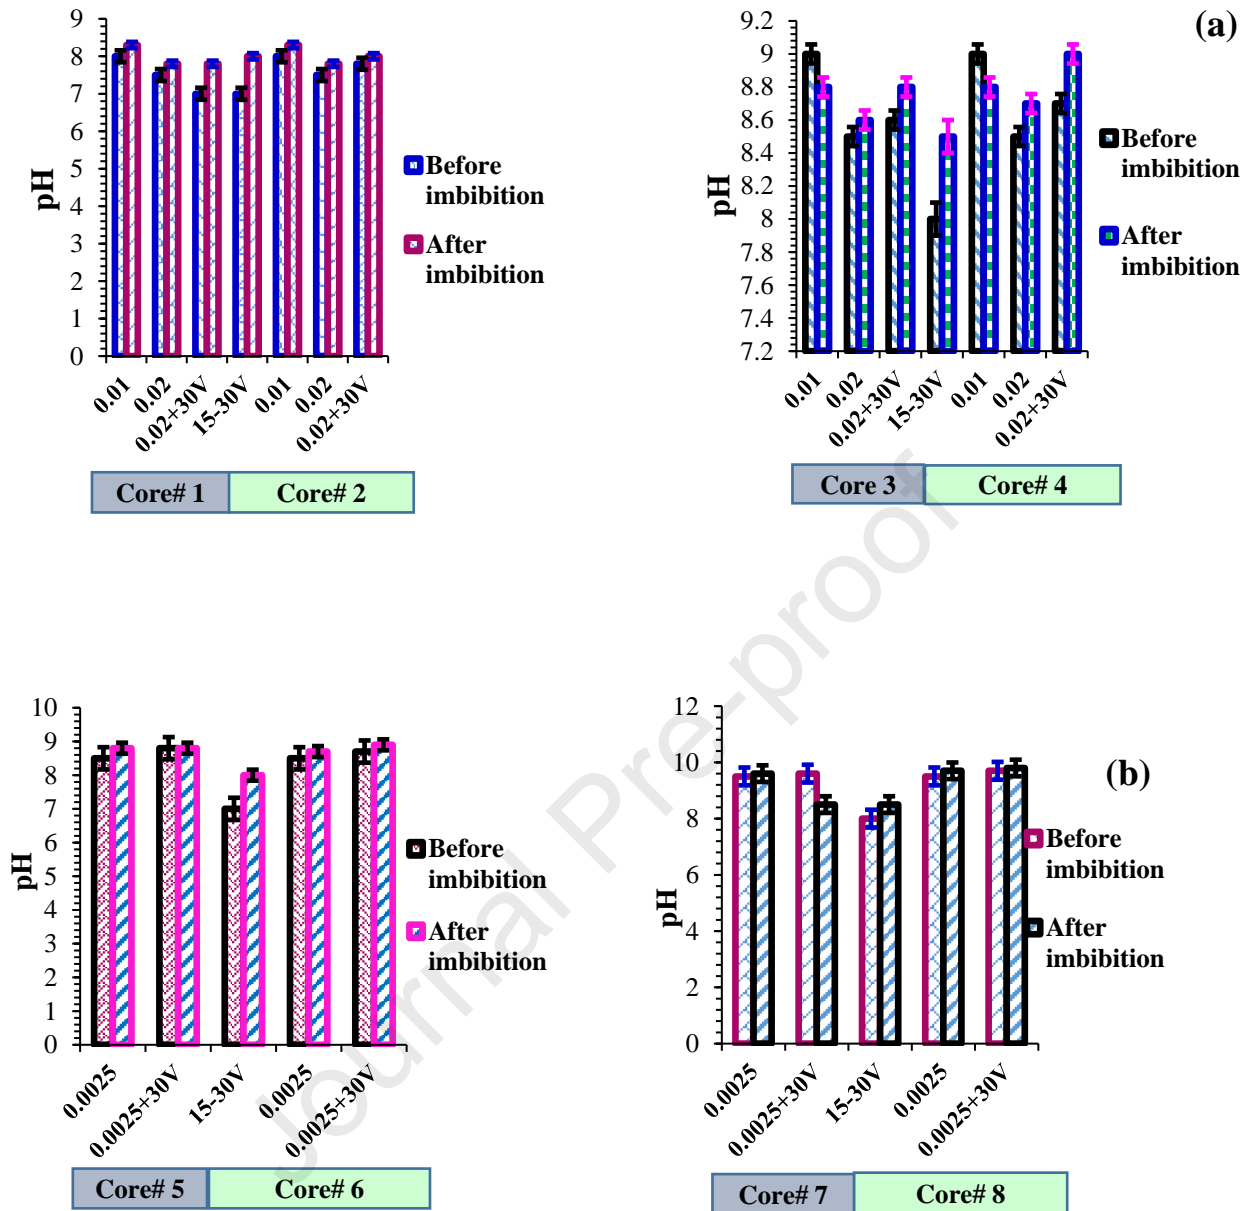 (a)
9
8
7
6
5
4
3
2
1
0
pH
0.01
0.02
0.02+30V
15-30V
0.01
0.02
0.02+30V
Before
imbibition
After
imbibition
Core# 1
Core# 2
9.2
9
8.8
8.6
8.4
8.2
8
7.8
7.6
7.4
7.2
pH
0.01
0.02
0.02+30V
15-30V
0.01
0.02
0.02+30V
Before
imbibition
After
imbibition
Core 3
Core# 4
Journal Pre-proof
10
9
8
7
6
5
4
3
2
1
0
pH
0.0025
0.0025+30V
15-30V
0.0025
0.0025+30V
Before
imbibition
After
imbibition
Core# 5
Core# 6
(b)
12
10
8
6
4
2
0
pH
0.0025
0.0025+30V
15-30V
0.0025
0.0025+30V
Before
imbibition
After
imbibition
Core# 7
Core# 8